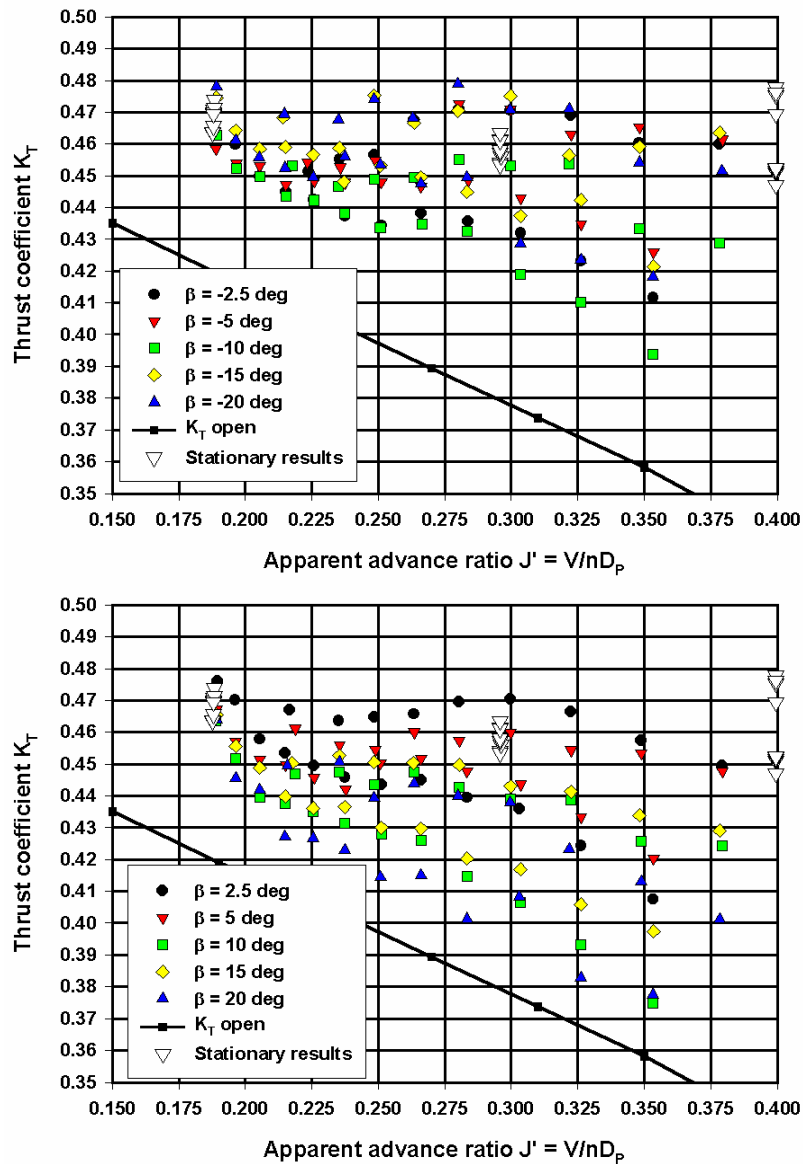 0.50
0.49
0.48
0.47
0.46
0.45
0.44
0.43
0.42
0.41
0.40
0.39
0.38
0.37
0.36
0.35
Thrust coefficient K_T
β = -2.5 deg
β = -5 deg
β = -10 deg
β = -15 deg
β = -20 deg
K_T open
Stationary results
0.150 0.175 0.200 0.225 0.250 0.275 0.300 0.325 0.350 0.375 0.400
Apparent advance ratio J' = V/nD_P
0.50
0.49
0.48
0.47
0.46
0.45
0.44
0.43
0.42
0.41
0.40
0.39
0.38
0.37
0.36
0.35
Thrust coefficient K_T
β = 2.5 deg
β = 5 deg
β = 10 deg
β = 15 deg
β = 20 deg
K_T open
Stationary results
0.150 0.175 0.200 0.225 0.250 0.275 0.300 0.325 0.350 0.375 0.400
Apparent advance ratio J' = V/nD_P